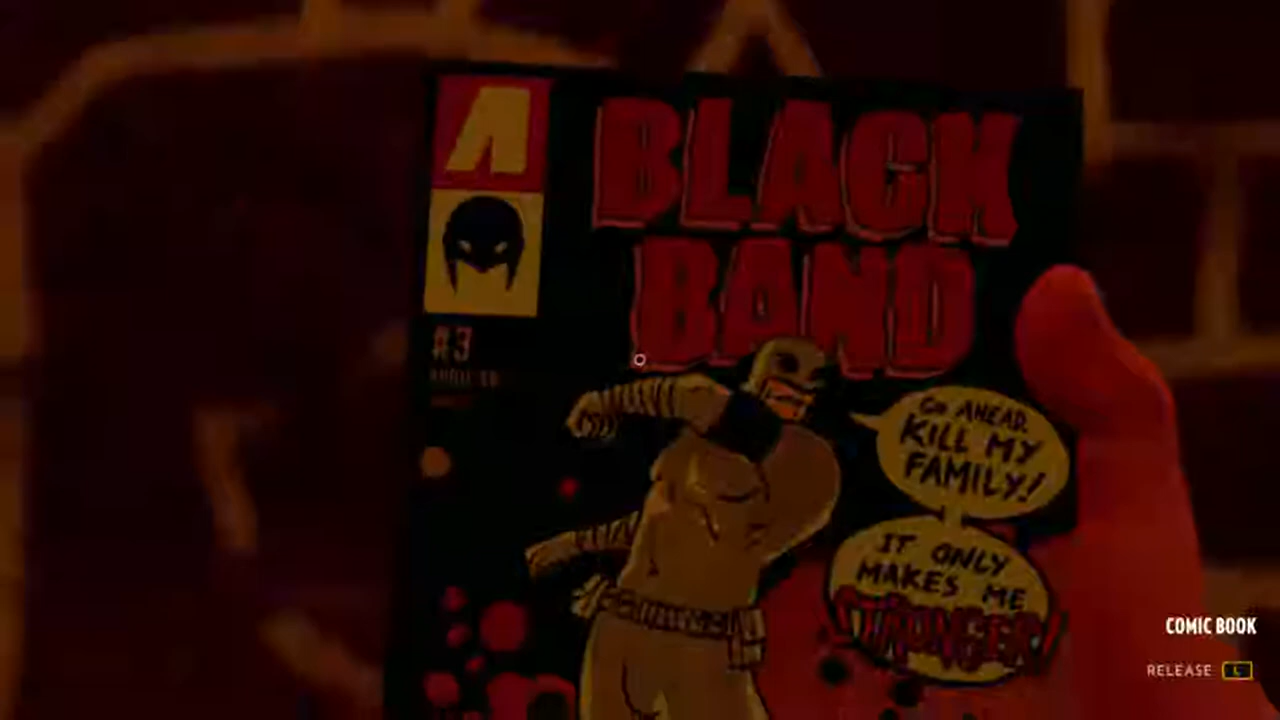 BLACK
BAND
#3
GO AHEAD.
KILL MY
FAMILY!
IT ONLY
MAKES ME
STRONGER!
COMIC BOOK
RELEASE